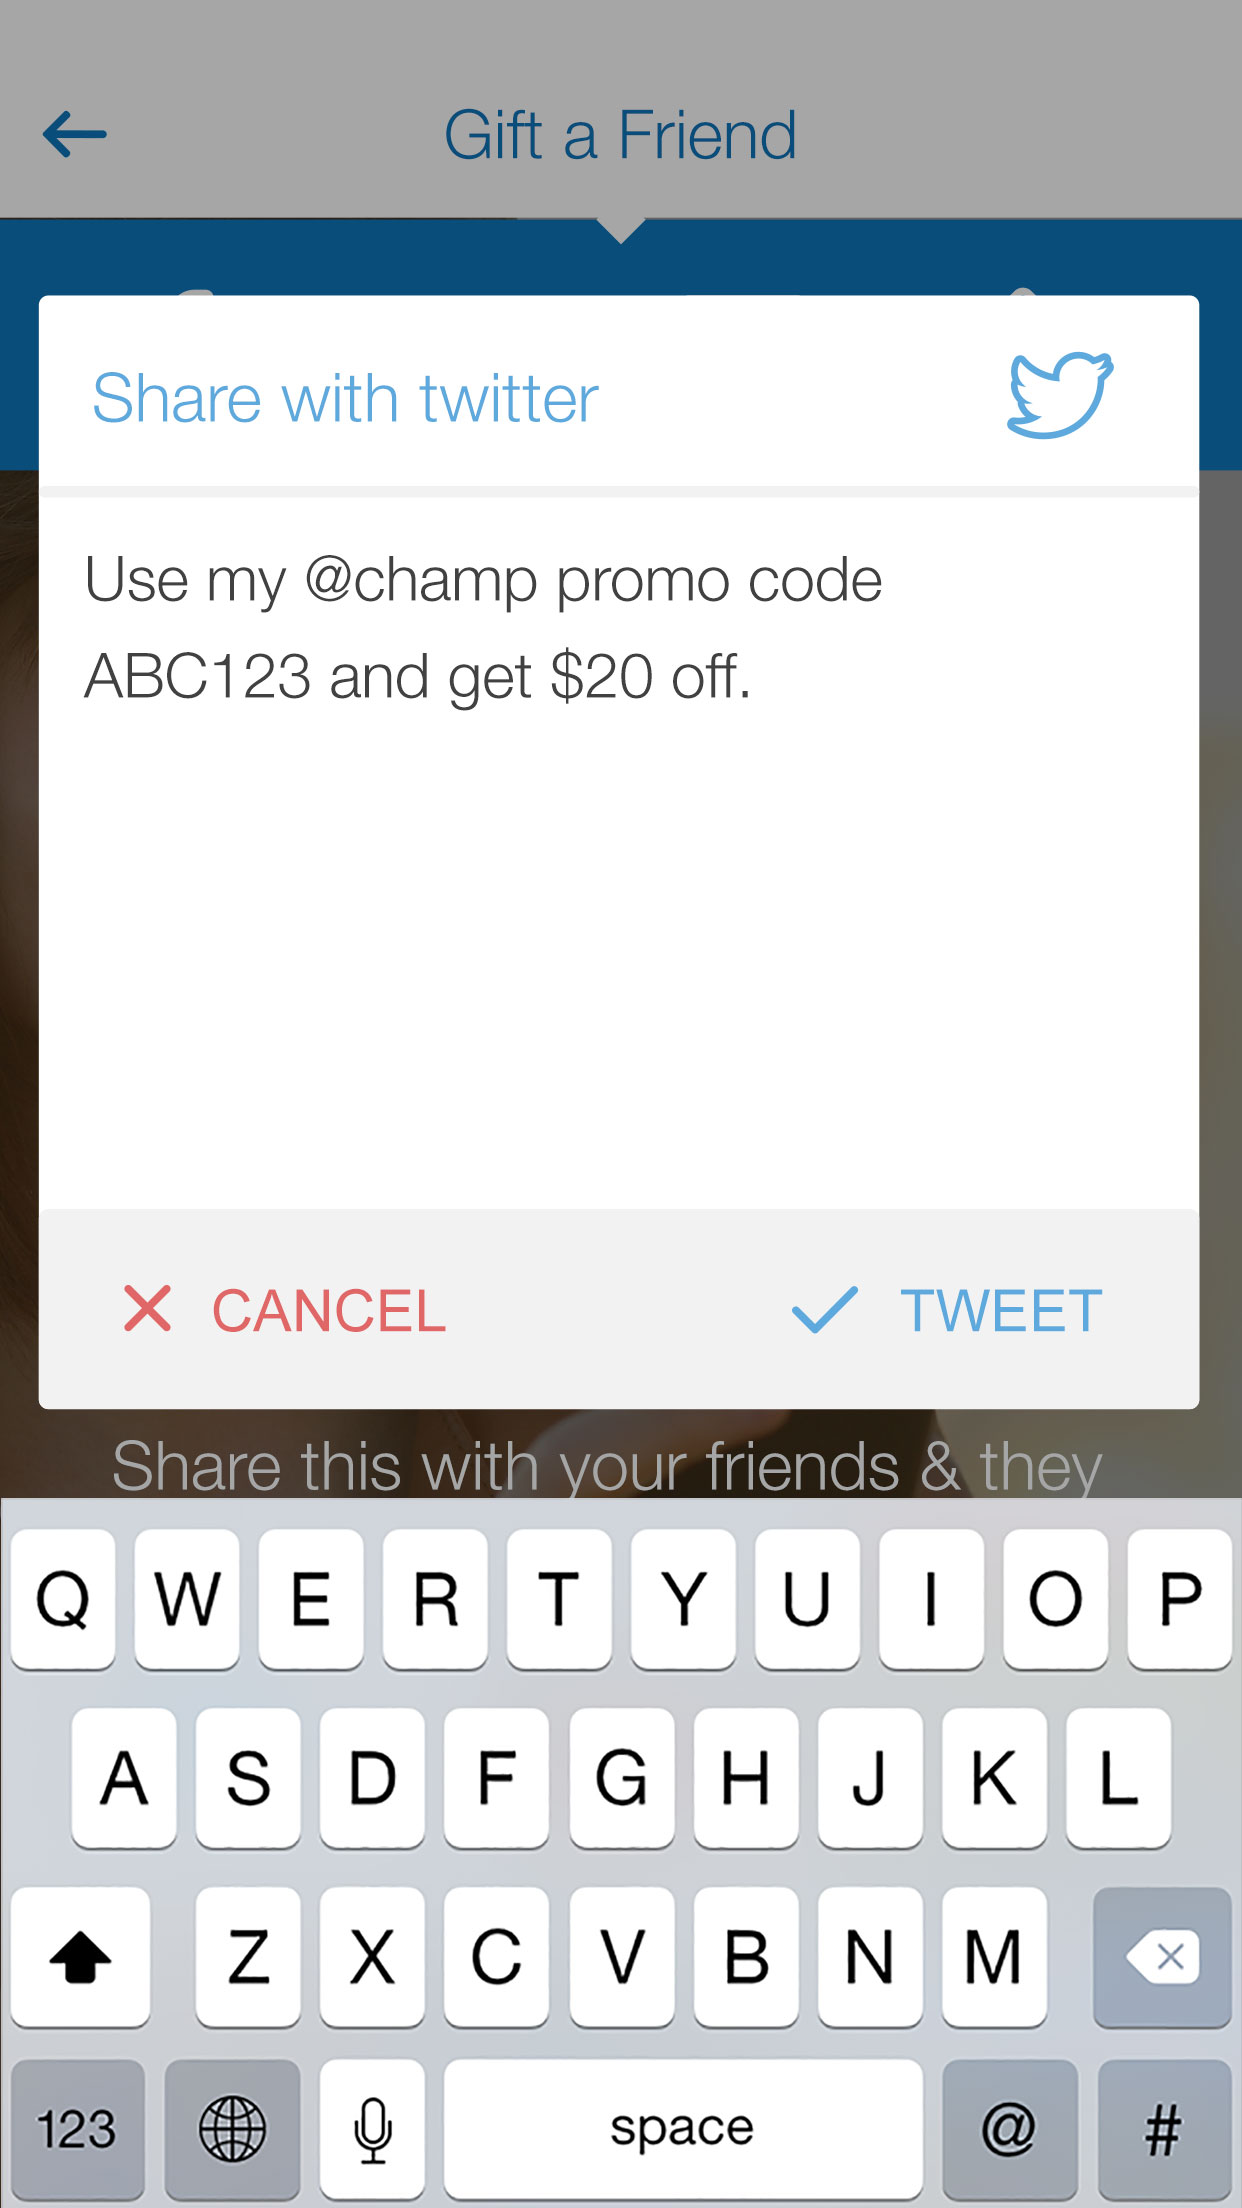 Gift a Friend
Share with twitter
Use my @champ promo code
ABC123 and get $20 off.
CANCEL TWEET
Share this with your friends & they
Q W E R T Y U I O P
A S D F G H J K L
Z X C V B N M
123 space @ #